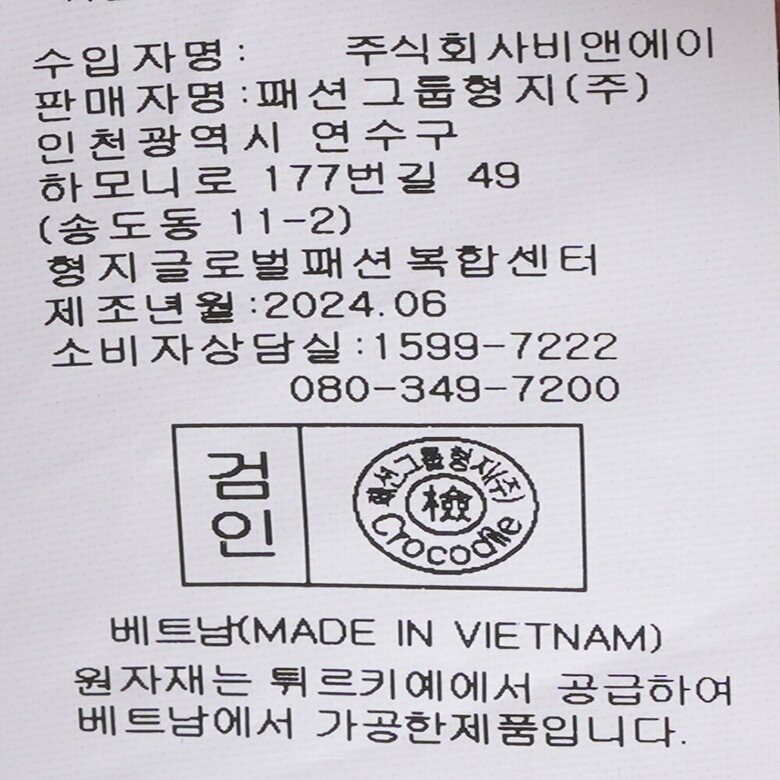 수입자명: 주식회사비앤에이
판매자명:패션그룹형지(주)
인천광역시 연수구
하모니로 177번길 49
(송도동 11-2)
형지글로벌패션복합센터
제조년월:2024.06
소비자상담실:1599-7222
080-349-7200
검인
패션그룹형지(주)
檢
Crocodile
베트남(MADE IN VIETNAM)
원자재는 튀르키예에서 공급하여
베트남에서 가공한제품입니다.